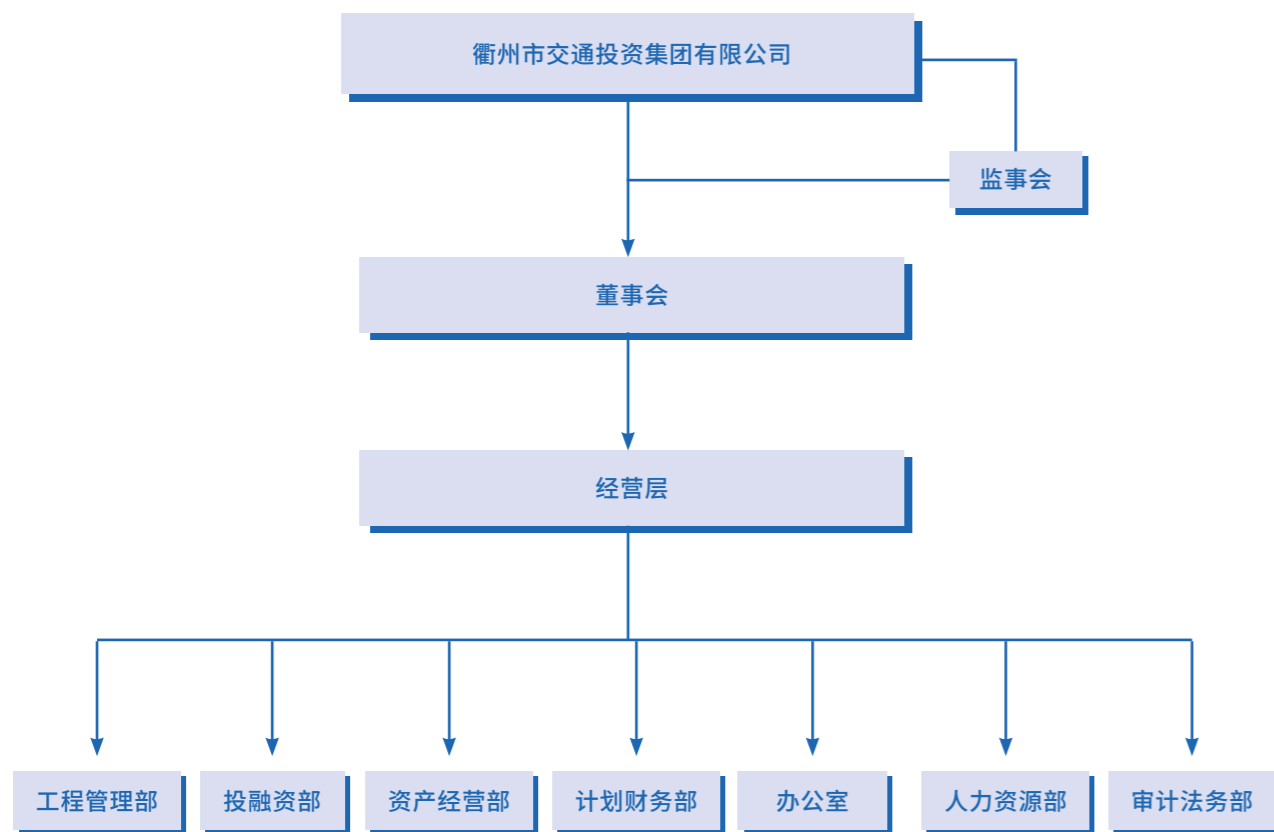 衢州市交通投资集团有限公司
监事会
董事会
经营层
工程管理部
投融资部
资产经营部
计划财务部
办公室
人力资源部
审计法务部